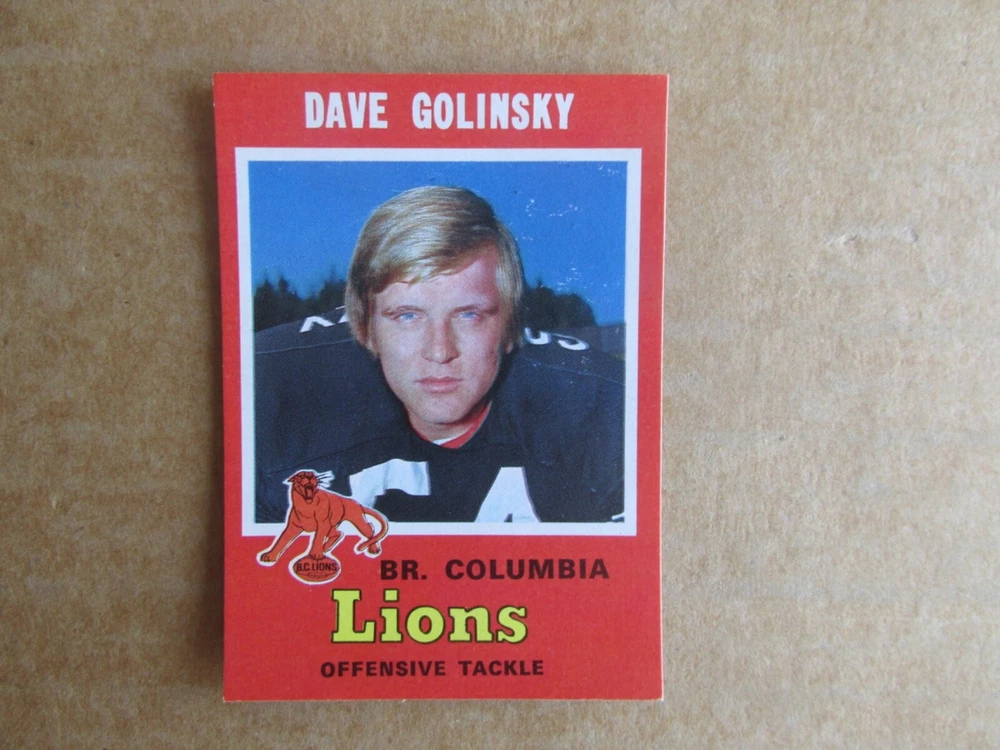 DAVE GOLINSKY
B.C. LIONS
BR. COLUMBIA
Lions
OFFENSIVE TACKLE